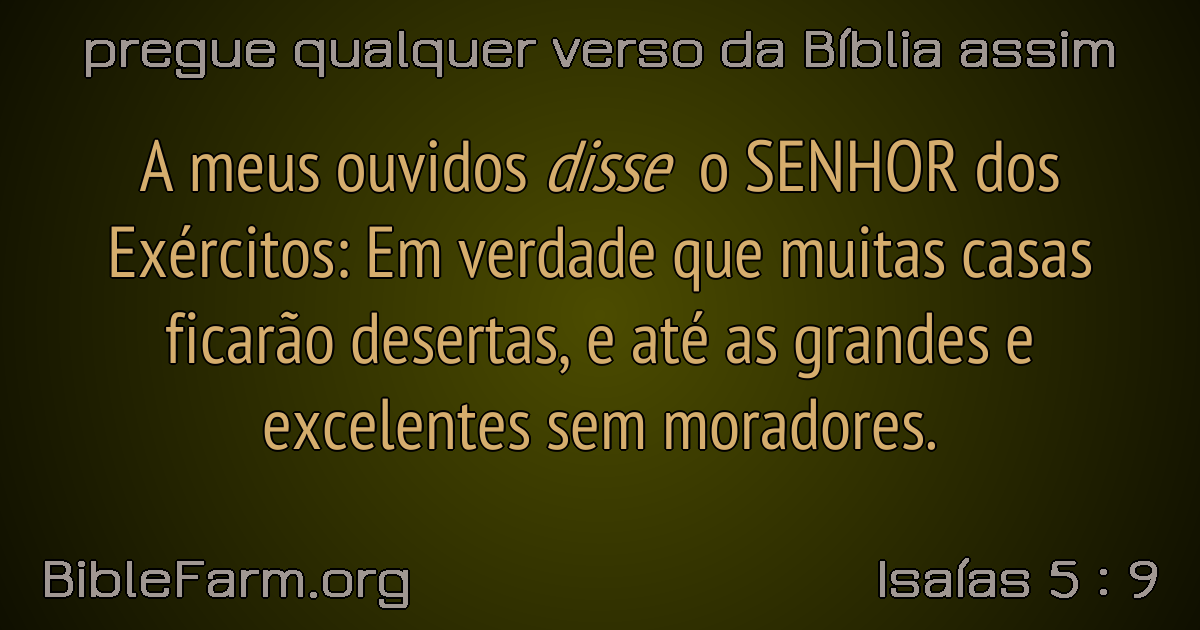 pregue qualquer verso da Bíblia assim
A meus ouvidos disse o SENHOR dos
Exércitos: Em verdade que muitas casas
ficarão desertas, e até as grandes e
excelentes sem moradores.
BibleFarm.org
Isaías 5 : 9